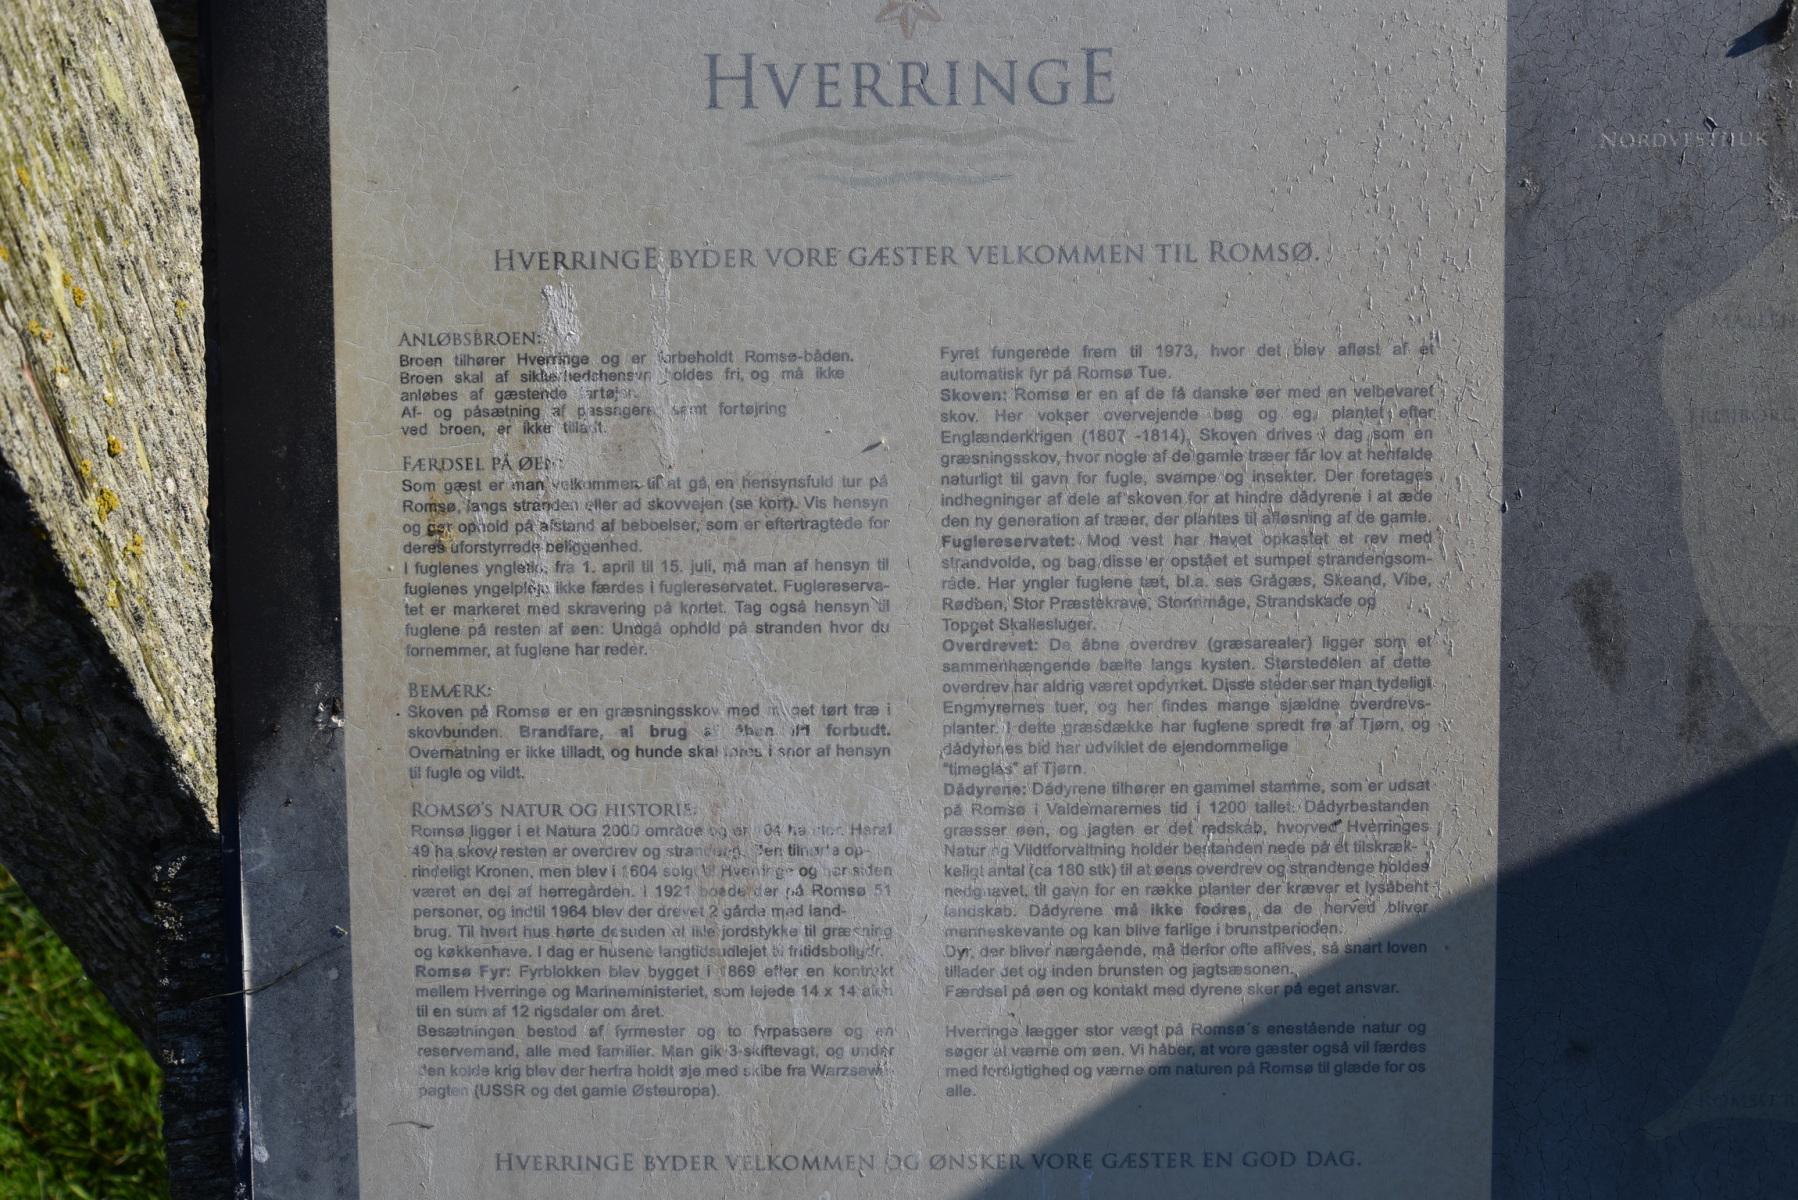 HVERRINGE
HVERRINGE BYDER VORE GÆSTER VELKOMMEN TIL ROMSØ.
ANLØBSBROEN:
Broen tilhører Hverringe og er forbeholdt Romsø-båden.
Broen skal af sikkerhedshensyn holdes fri, og må ikke
anløbes af gæstende fartøjer.
Af- og påsætning af passagerer samt fortøjring
ved broen, er ikke tilladt.
FÆRDSEL PÅ ØEN:
Som gæst er man velkommen til at gå en hensynsfuld tur på
Romsø, langs stranden eller ad skovvejen (se kort). Vis hensyn
og gør ophold på afstand af beboelser, som er eftertragtede for
deres uforstyrrede beliggenhed.
I fuglenes yngletid, fra 1. april til 15. juli, må man af hensyn til
fuglenes yngelpleje ikke færdes i fuglereservatet. Fuglereserva-
tet er markeret med skravering på kortet. Tag også hensyn til
fuglene på resten af øen: Undgå ophold på stranden hvor du
fornemmer, at fuglene har reder.
BEMÆRK:
Skoven på Romsø er en græsningsskov med meget tørt træ i
skovbunden. Brandfare, al brug af åben ild forbudt.
Overnatning er ikke tilladt, og hunde skal føres i snor af hensyn
til fugle og vildt.
ROMSØ'S NATUR OG HISTORIE:
Romsø ligger i et Natura 2000 område og er 104 ha stor. Heraf
49 ha skov, resten er overdrev og strandeng. Den tilhørte op-
rindeligt Kronen, men blev i 1604 solgt til Hverringe og har siden
været en del af herregården. I 1921 boede der på Romsø 51
personer, og indtil 1964 blev der drevet 2 gårde med land-
brug. Til hvert hus hørte desuden et lille jordstykke til græsning
og køkkenhave. I dag er husene langtidsudlejet til fritidsboliger.
Romsø Fyr: Fyrblokken blev bygget i 1869 efter en kontrakt
mellem Hverringe og Marineministeriet, som lejede 14 x 14 alen
til en sum af 12 rigsdaler om året.
Besætningen bestod af fyrmester og to fyrpassere og en
reservemand, alle med familier. Man gik 3-skiftevagt, og under
den kolde krig blev der herfra holdt øje med skibe fra Warzsawa-
pagten (USSR og det gamle Østeuropa).
Fyret fungerede frem til 1973, hvor det blev afløst af et
automatisk fyr på Romsø Tue.
Skoven: Romsø er en af de få danske øer med en velbevaret
skov. Her vokser overvejende bøg og eg, plantet efter
Englænderkrigen (1807 -1814). Skoven drives i dag som en
græsningsskov, hvor nogle af de gamle træer får lov at henfalde
naturligt til gavn for fugle, svampe og insekter. Der foretages
indhegninger af dele af skoven for at hindre dådyrene i at æde
den ny generation af træer, der plantes til afløsning af de gamle.
Fuglereservatet: Mod vest har havet opkastet et rev med
strandvolde, og bag disse er opstået et sumpet strandengsom-
råde. Her yngler fuglene tæt, bl.a. ses Grågæs, Skeand, Vibe,
Rødben, Stor Præstekrave, Stormmåge, Strandskade og
Toppet Skallesluger.
Overdrevet: De åbne overdrev (græsarealer) ligger som et
sammenhængende bælte langs kysten. Størstedelen af dette
overdrev har aldrig været opdyrket. Disse steder ser man tydeligt
Engmyrernes tuer, og her findes mange sjældne overdrevs-
planter. I dette græsdække har fuglene spredt frø af Tjørn, og
dådyrenes bid har udviklet de ejendommelige
"timeglas" af Tjørn.
Dådyrene: Dådyrene tilhører en gammel stamme, som er udsat
på Romsø i Valdemarernes tid i 1200 tallet. Dådyrbestanden
græsser øen, og jagten er det redskab, hvorved Hverringes
Natur og Vildtforvaltning holder bestanden nede på et tilskræk-
keligt antal (ca 180 stk) til at øens overdrev og strandenge holdes
nedgnavet, til gavn for en række planter der kræver et lysåbent
landskab. Dådyrene må ikke fodres, da de herved bliver
menneskevante og kan blive farlige i brunstperioden.
Dyr, der bliver nærgående, må derfor ofte aflives, så snart loven
tillader det og inden brunsten og jagtsæsonen.
Færdsel på øen og kontakt med dyrene sker på eget ansvar.
Hverringe lægger stor vægt på Romsø's enestående natur og
søger at værne om øen. Vi håber, at vore gæster også vil færdes
med forsigtighed og værne om naturen på Romsø til glæde for os
alle.
HVERRINGE BYDER VELKOMMEN OG ØNSKER VORE GÆSTER EN GOD DAG.
NORDVESTHUK